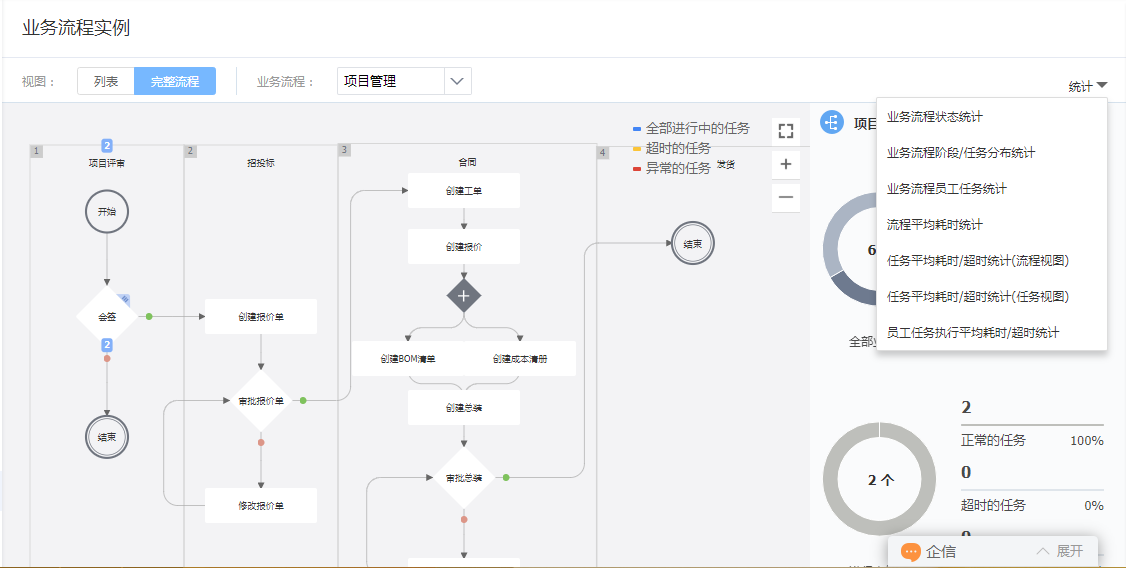 业务流程实例
视图： 列表 完整流程 业务流程： 项目管理
统计
业务流程状态统计
业务流程阶段/任务分布统计
业务流程员工任务统计
流程平均耗时统计
任务平均耗时/超时统计(流程视图)
任务平均耗时/超时统计(任务视图)
员工任务执行平均耗时/超时统计
全部进行中的任务
超时的任务
异常的任务
1
2
项目评审
开始
会签
2
结束
2
招投标
创建报价单
审批报价单
修改报价单
3
合同
创建工单
创建报价
创建BOM清单
创建成本清册
创建总装
审批总装
4
发货
结束
项目
6
全部业
2 个
2
正常的任务 100%
0
超时的任务 0%
企信 展开